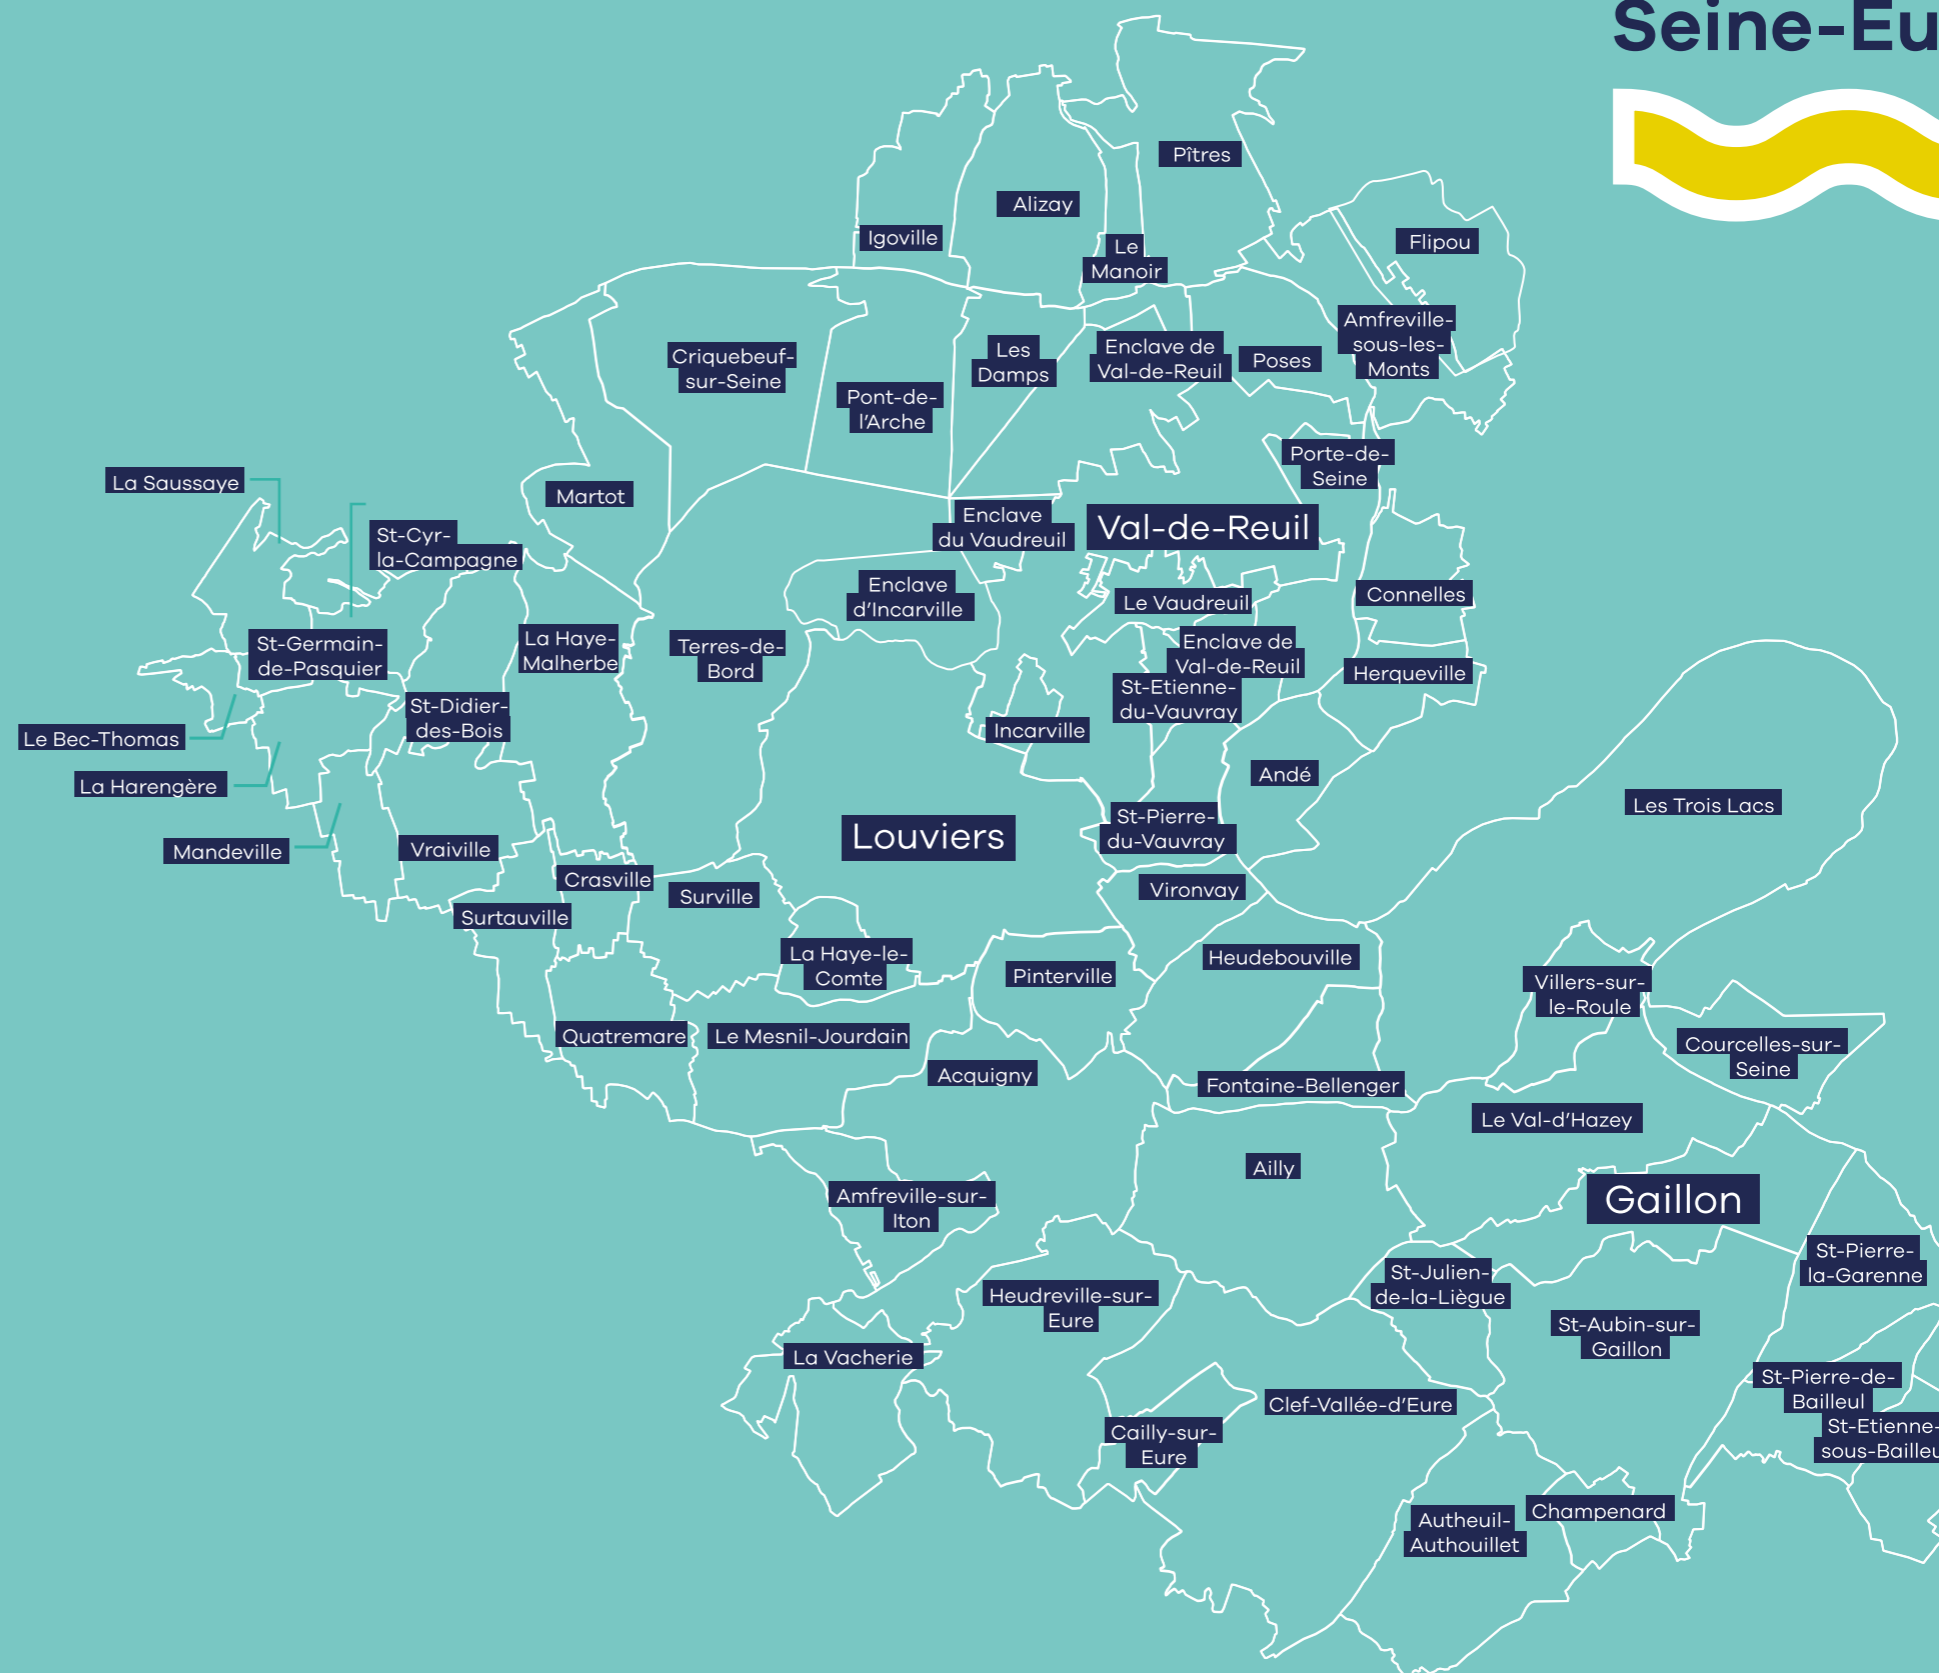 Seine-Eu
Pîtres
Alizay
Igoville
Le
Manoir
Flipou
Amfreville-
sous-les-
Monts
Criquebeuf-
sur-Seine
Les
Damps
Enclave de
Val-de-Reuil
Poses
Pont-de-
l'Arche
Porte-de-
Seine
La Saussaye
Martot
St-Cyr-
la-Campagne
Enclave
du Vaudreuil
Val-de-Reuil
Enclave
d'Incarville
Le Vaudreuil
Connelles
St-Germain-
de-Pasquier
La Haye-
Malherbe
Terres-de-
Bord
Enclave de
Val-de-Reuil
Herqueville
St-Etienne-
du-Vauvray
St-Didier-
des-Bois
Incarville
Le Bec-Thomas
La Harengère
Andé
Les Trois Lacs
Mandeville
Vraiville
Louviers
St-Pierre-
du-Vauvray
Crasville
Surville
Vironvay
Surtauville
La Haye-le-
Comte
Pinterville
Heudebouville
Villers-sur-
le-Roule
Quatremare
Le Mesnil-Jourdain
Courcelles-sur-
Seine
Acquigny
Fontaine-Bellenger
Le Val-d'Hazey
Ailly
Amfreville-sur-
Iton
Gaillon
St-Pierre-
la-Garenne
St-Julien-
de-la-Liègue
Heudreville-sur-
Eure
St-Aubin-sur-
Gaillon
La Vacherie
St-Pierre-de-
Bailleul
Clef-Vallée-d'Eure
Cailly-sur-
Eure
St-Etienne-
sous-Bailleu
Champenard
Autheuil-
Authouillet